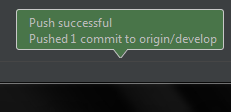 Push successful
Pushed 1 commit to origin/develop